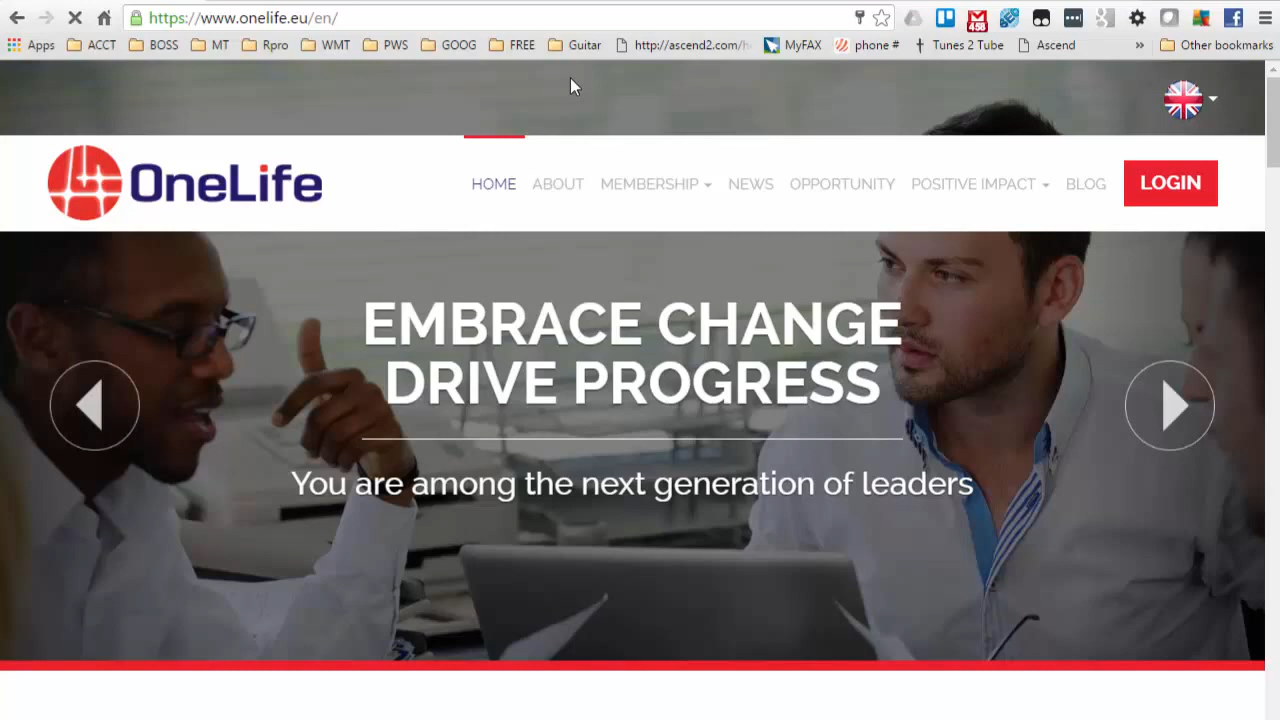 https://www.onelife.eu/en/
458
Apps ACCT BOSS MT Rpro WMT PWS GOOG FREE Guitar http://ascend2.com/h MyFAX phone # Tunes 2 Tube Ascend » Other bookmarks
OneLife
HOME ABOUT MEMBERSHIP NEWS OPPORTUNITY POSITIVE IMPACT BLOG LOGIN
EMBRACE CHANGE
DRIVE PROGRESS
You are among the next generation of leaders